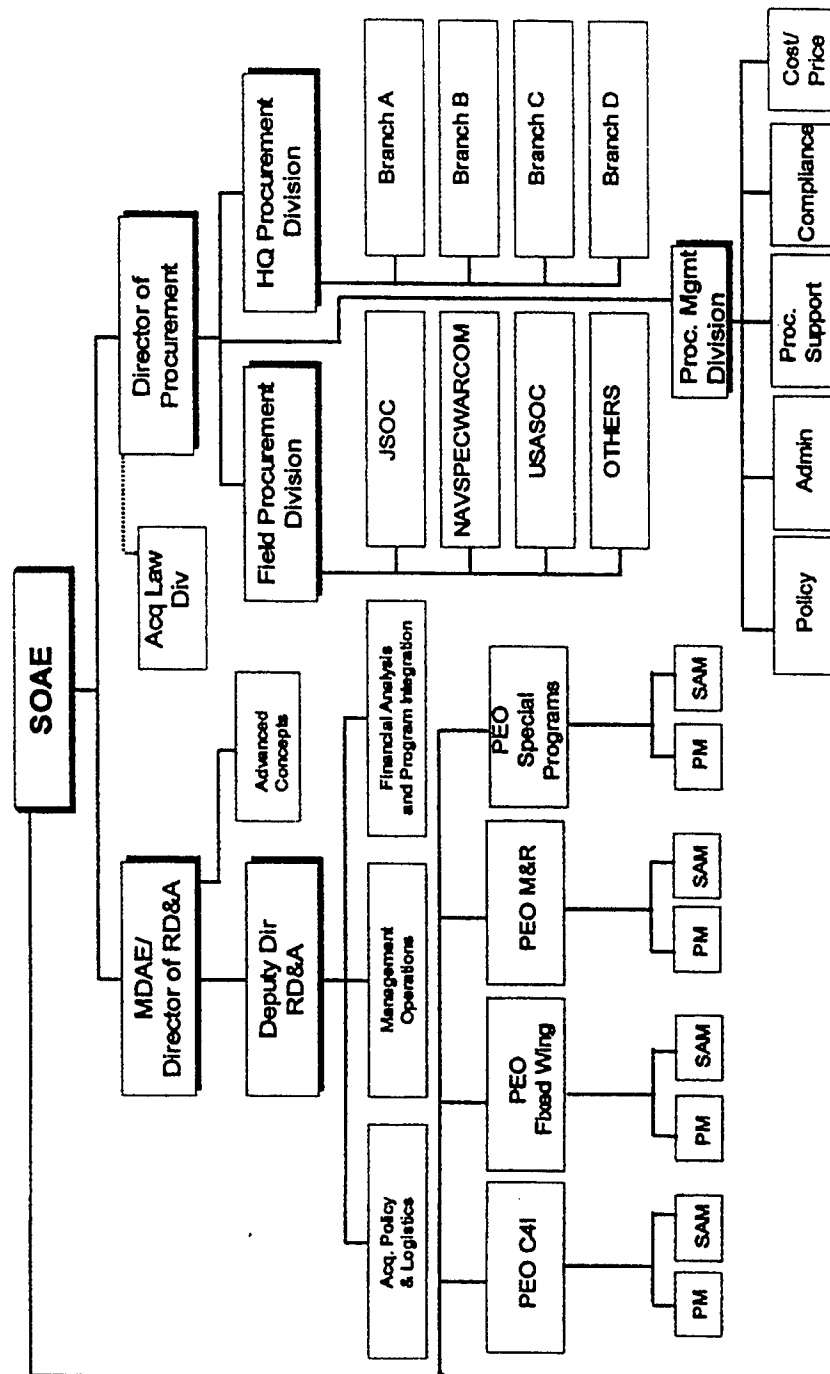 SOAE
MDAE/
Director of RD&A
Director of
Procurement
Acq Law
Div
Advanced
Concepts
Deputy Dir
RD&A
Field Procurement
Division
HQ Procurement
Division
Acq. Policy
& Logistics
Management
Operations
Financial Analysis
and Program Integration
JSOC
Branch A
NAVSPECWARCOM
Branch B
USASOC
Branch C
OTHERS
Branch D
PEO C4I
PEO
Fixed Wing
PEO M&R
PEO
Special
Programs
PM
SAM
PM
SAM
PM
SAM
PM
SAM
Proc. Mgmt
Division
Policy
Admin
Proc.
Support
Compliance
Cost/
Price